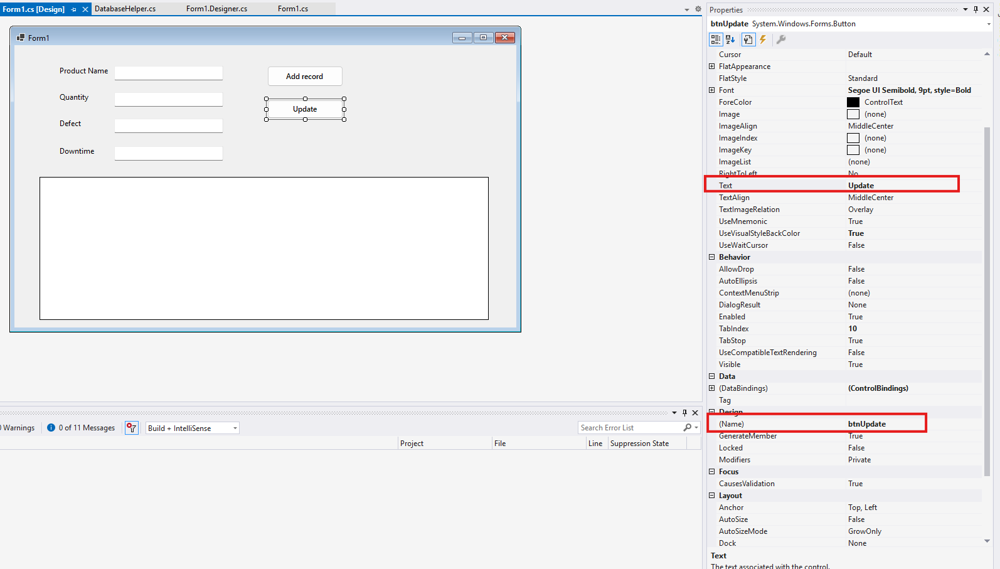 Form1.cs [Design]
DatabaseHelper.cs
Form1.Designer.cs
Form1.cs
Form1
Product Name
Add record
Quantity
Update
Defect
Downtime
Warnings
0 of 11 Messages
Build + IntelliSense
Search Error List
Project
File
Line
Suppression State
Properties
btnUpdate System.Windows.Forms.Button
Cursor Default
FlatAppearance
FlatStyle Standard
Font Segoe UI Semibold, 9pt, style=Bold
ForeColor ControlText
Image (none)
ImageAlign MiddleCenter
ImageIndex (none)
ImageKey (none)
ImageList (none)
RightToLeft No
Text Update
TextAlign MiddleCenter
TextImageRelation Overlay
UseMnemonic True
UseVisualStyleBackColor True
UseWaitCursor False
Behavior
AllowDrop False
AutoEllipsis False
ContextMenuStrip (none)
DialogResult None
Enabled True
TabIndex 10
TabStop True
UseCompatibleTextRendering False
Visible True
Data
(DataBindings) (ControlBindings)
Tag
Design
(Name) btnUpdate
GenerateMember True
Locked False
Modifiers Private
Focus
CausesValidation True
Layout
Anchor Top, Left
AutoSize False
AutoSizeMode GrowOnly
Dock None
Text
The text associated with the control.